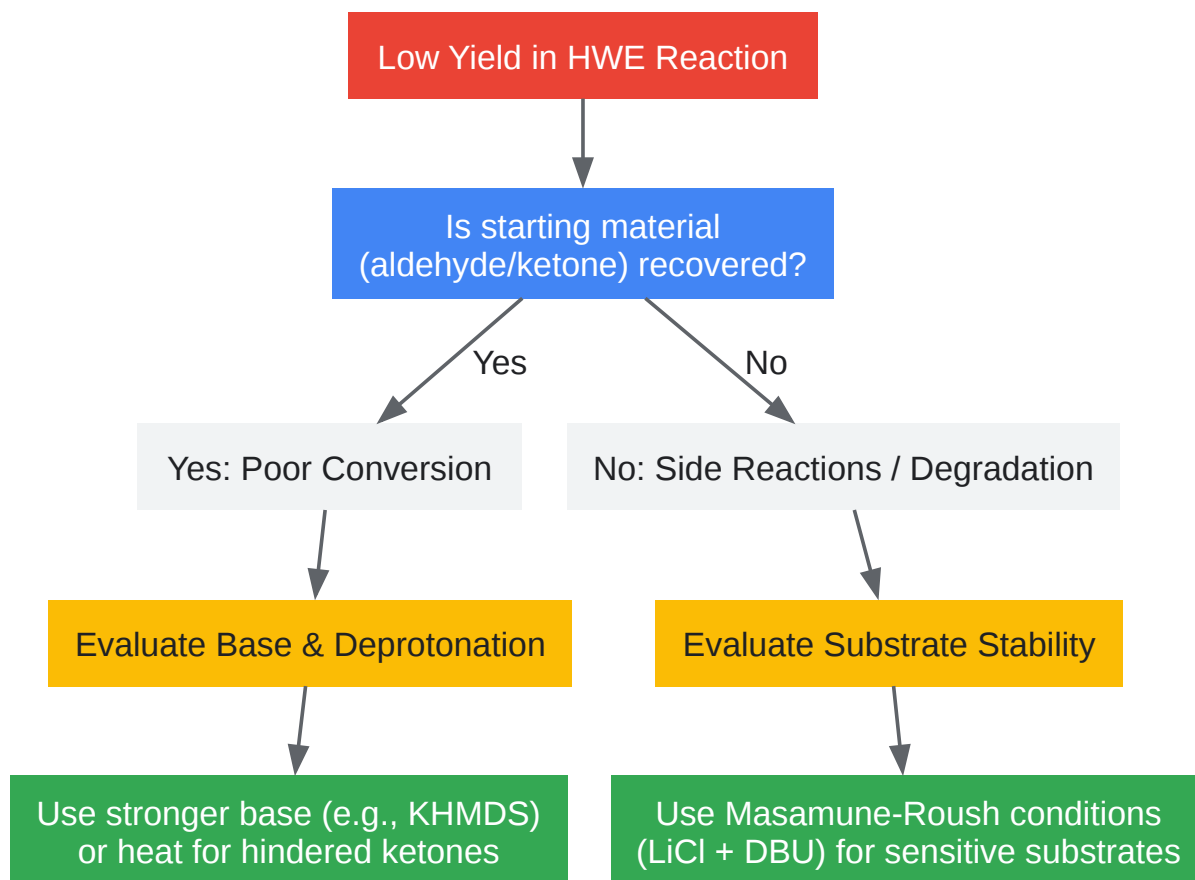 Low Yield in HWE Reaction
Is starting material
(aldehyde/ketone) recovered?
Yes
No
Yes: Poor Conversion
No: Side Reactions / Degradation
Evaluate Base & Deprotonation
Evaluate Substrate Stability
Use stronger base (e.g., KHMDS)
or heat for hindered ketones
Use Masamune-Roush conditions
(LiCl + DBU) for sensitive substrates